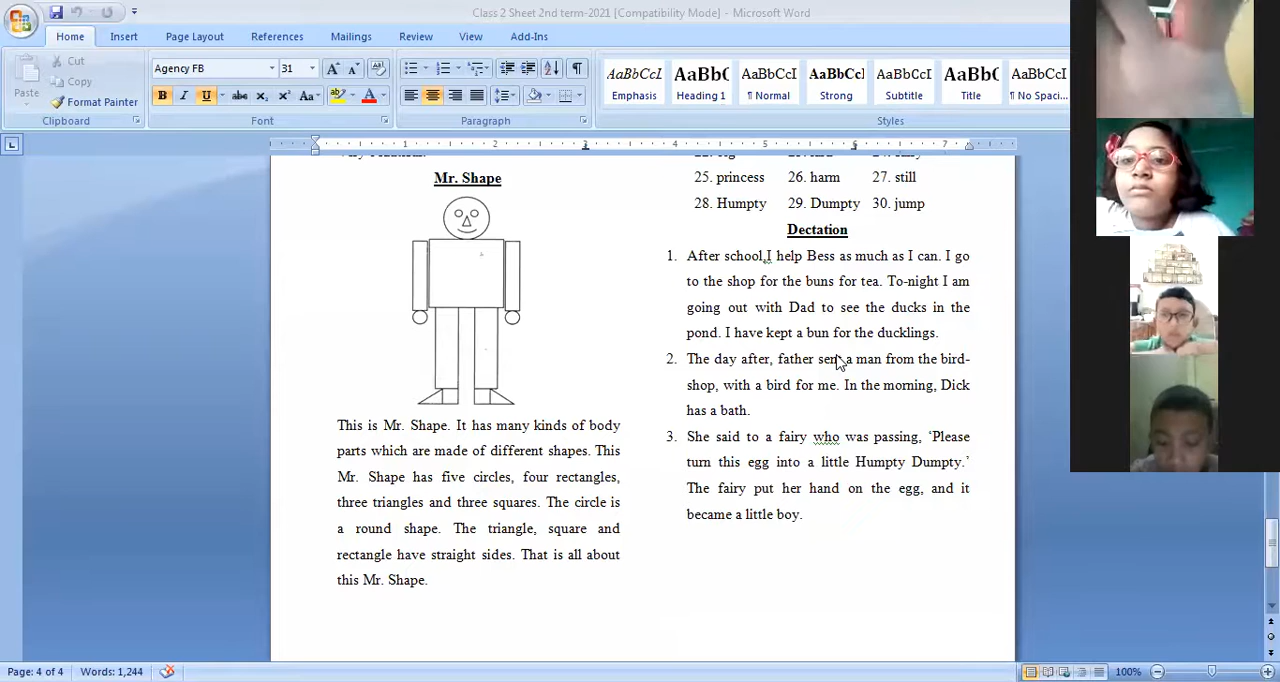 Class 2 Sheet 2nd term-2021 [Compatibility Mode] - Microsoft Word
Home Insert Page Layout References Mailings Review View Add-Ins
Paste
Cut
Copy
Format Painter
Clipboard
Agency FB 31
Font
Paragraph
AaBbCcI Emphasis
AaBbC Heading 1
AaBbCcI ¶ Normal
AaBbCcI Strong
AaBbCcI Subtitle
AaBbC Title
AaBbCcI ¶ No Spaci...
Styles
1 2 3 4 5 6 7
Mr. Shape
This is Mr. Shape. It has many kinds of body
parts which are made of different shapes. This
Mr. Shape has five circles, four rectangles,
three triangles and three squares. The circle is
a round shape. The triangle, square and
rectangle have straight sides. That is all about
this Mr. Shape.
25. princess 26. harm 27. still
28. Humpty 29. Dumpty 30. jump
Dectation
1. After school,I help Bess as much as I can. I go
to the shop for the buns for tea. To-night I am
going out with Dad to see the ducks in the
pond. I have kept a bun for the ducklings.
2. The day after, father sent a man from the bird-
shop, with a bird for me. In the morning, Dick
has a bath.
3. She said to a fairy who was passing, ‘Please
turn this egg into a little Humpty Dumpty.’
The fairy put her hand on the egg, and it
became a little boy.
Page: 4 of 4 Words: 1,244 100%